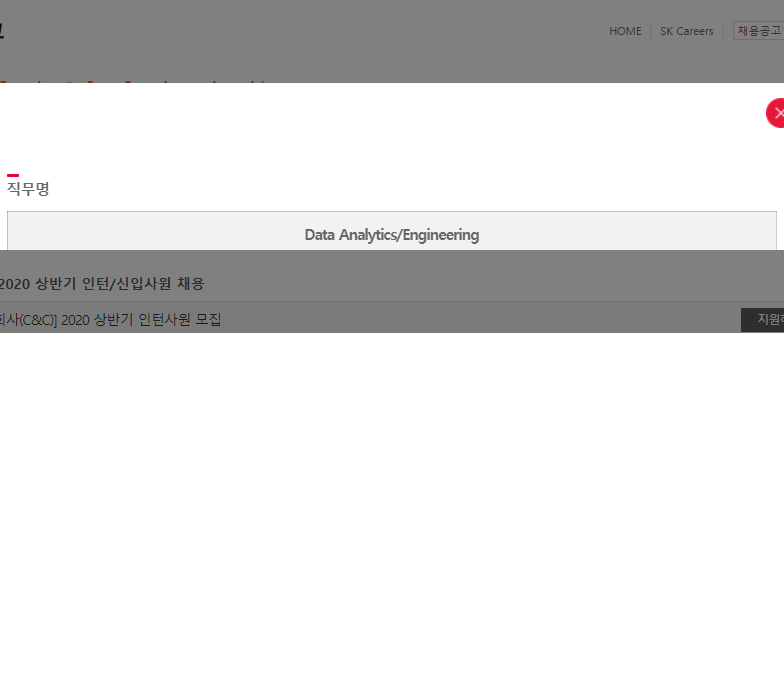 HOME | SK Careers | 채용공고
직무명
Data Analytics/Engineering
2020 상반기 인턴/신입사원 채용
회사(C&C)] 2020 상반기 인턴사원 모집
지원하